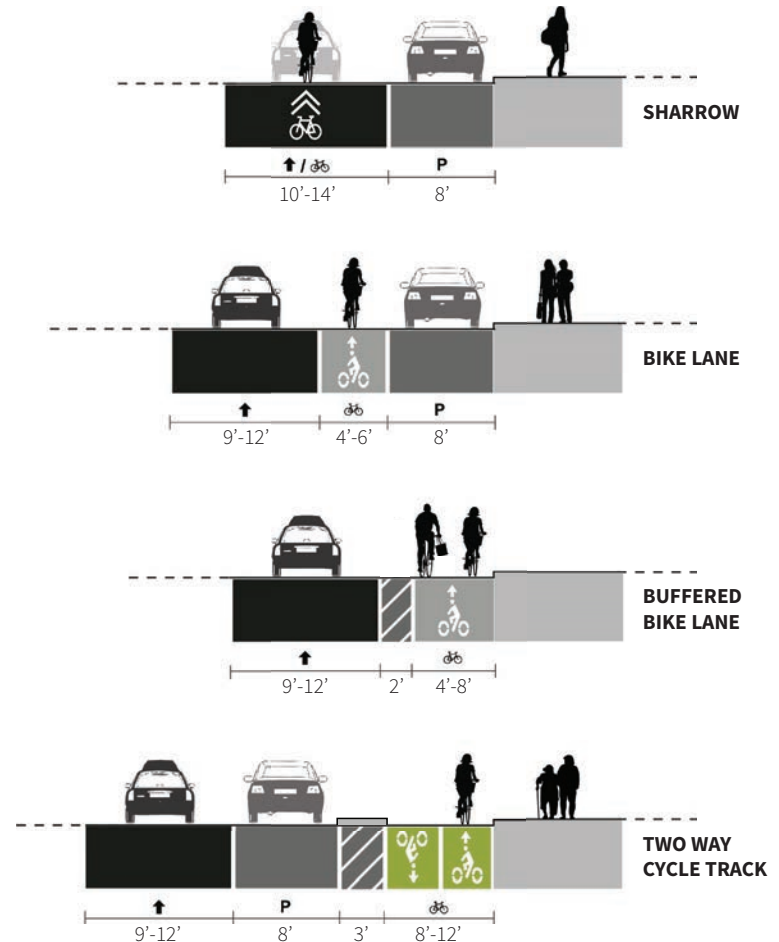 SHARROW
/
P
10’-14’
8’
BIKE LANE
P
9’-12’
4’-6’
8’
BUFFERED
BIKE LANE
9’-12’
2’
4’-8’
TWO WAY
CYCLE TRACK
P
9’-12’
8’
3’
8’-12’